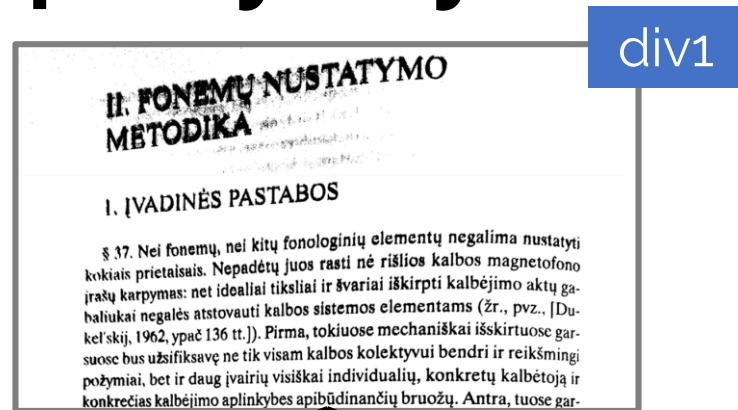 div1
II. FONEMŲ NUSTATYMO
METODIKA
1. ĮVADINĖS PASTABOS
§ 37. Nei fonemų, nei kitų fonologinių elementų negalima nustatyti
kokiais prietaisais. Nepadėtų juos rasti nė rišlios kalbos magnetofono
įrašų karpymas: net idealiai tiksliai ir švariai iškirpti kalbėjimo aktų ga-
baliukai negalės atstovauti kalbos sistemos elementams (žr., pvz., [Du-
kel'skij, 1962, ypač 136 tt.]). Pirma, tokiuose mechaniškai išskirtuose gar-
suose bus užsifiksavę ne tik visam kalbos kolektyvui bendri ir reikšmingi
požymiai, bet ir daug įvairių visiškai individualių, konkretų kalbėtoją ir
konkrečias kalbėjimo aplinkybes apibūdinančių bruožų. Antra, tuose gar-